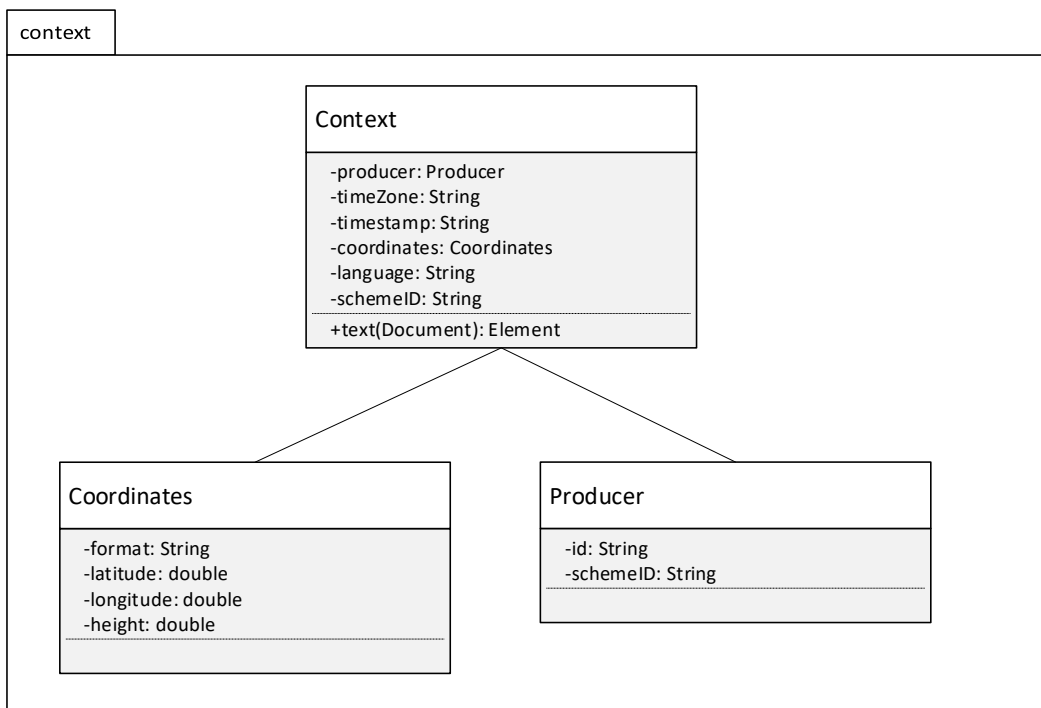 context
Context
-producer: Producer
-timeZone: String
-timestamp: String
-coordinates: Coordinates
-language: String
-schemeID: String
+text(Document): Element
Coordinates
-format: String
-latitude: double
-longitude: double
-height: double
Producer
-id: String
-schemeID: String